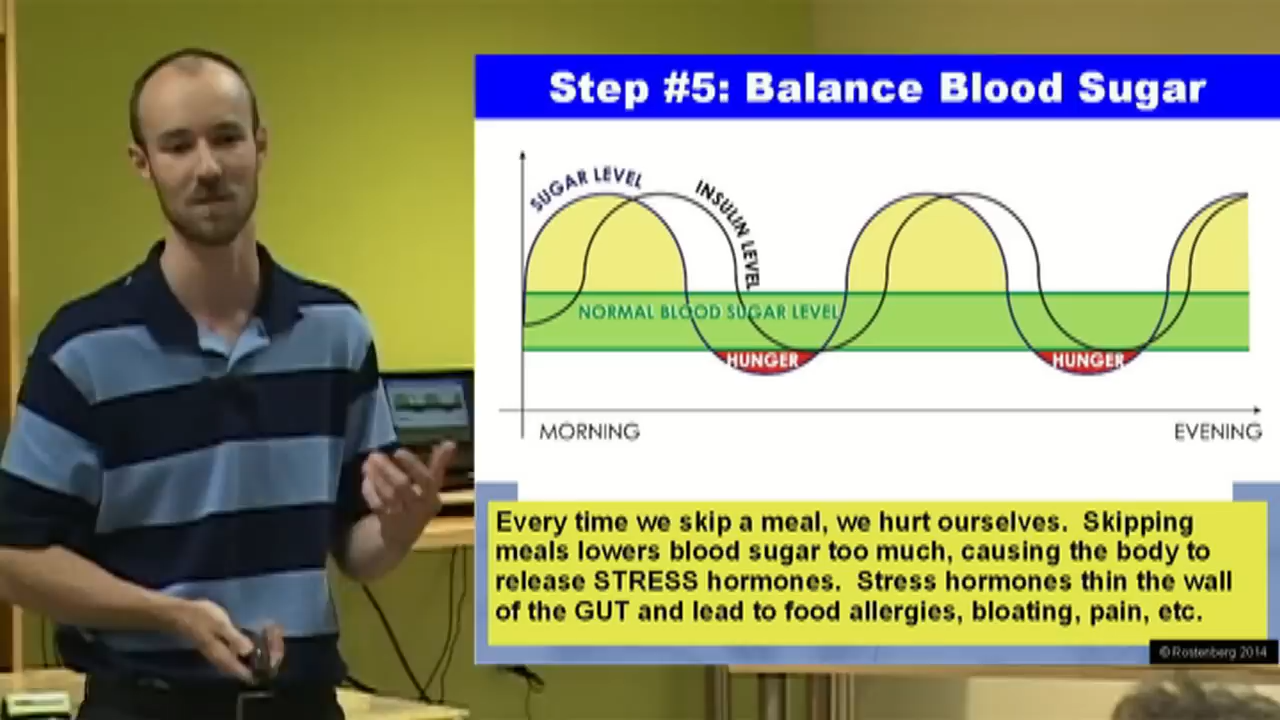 Step #5: Balance Blood Sugar
SUGAR LEVEL
INSULIN LEVEL
NORMAL BLOOD SUGAR LEVEL
HUNGER
HUNGER
MORNING
EVENING
Every time we skip a meal, we hurt ourselves.  Skipping
meals lowers blood sugar too much, causing the body to
release STRESS hormones.  Stress hormones thin the wall
of the GUT and lead to food allergies, bloating, pain, etc.
© Rostenberg 2014